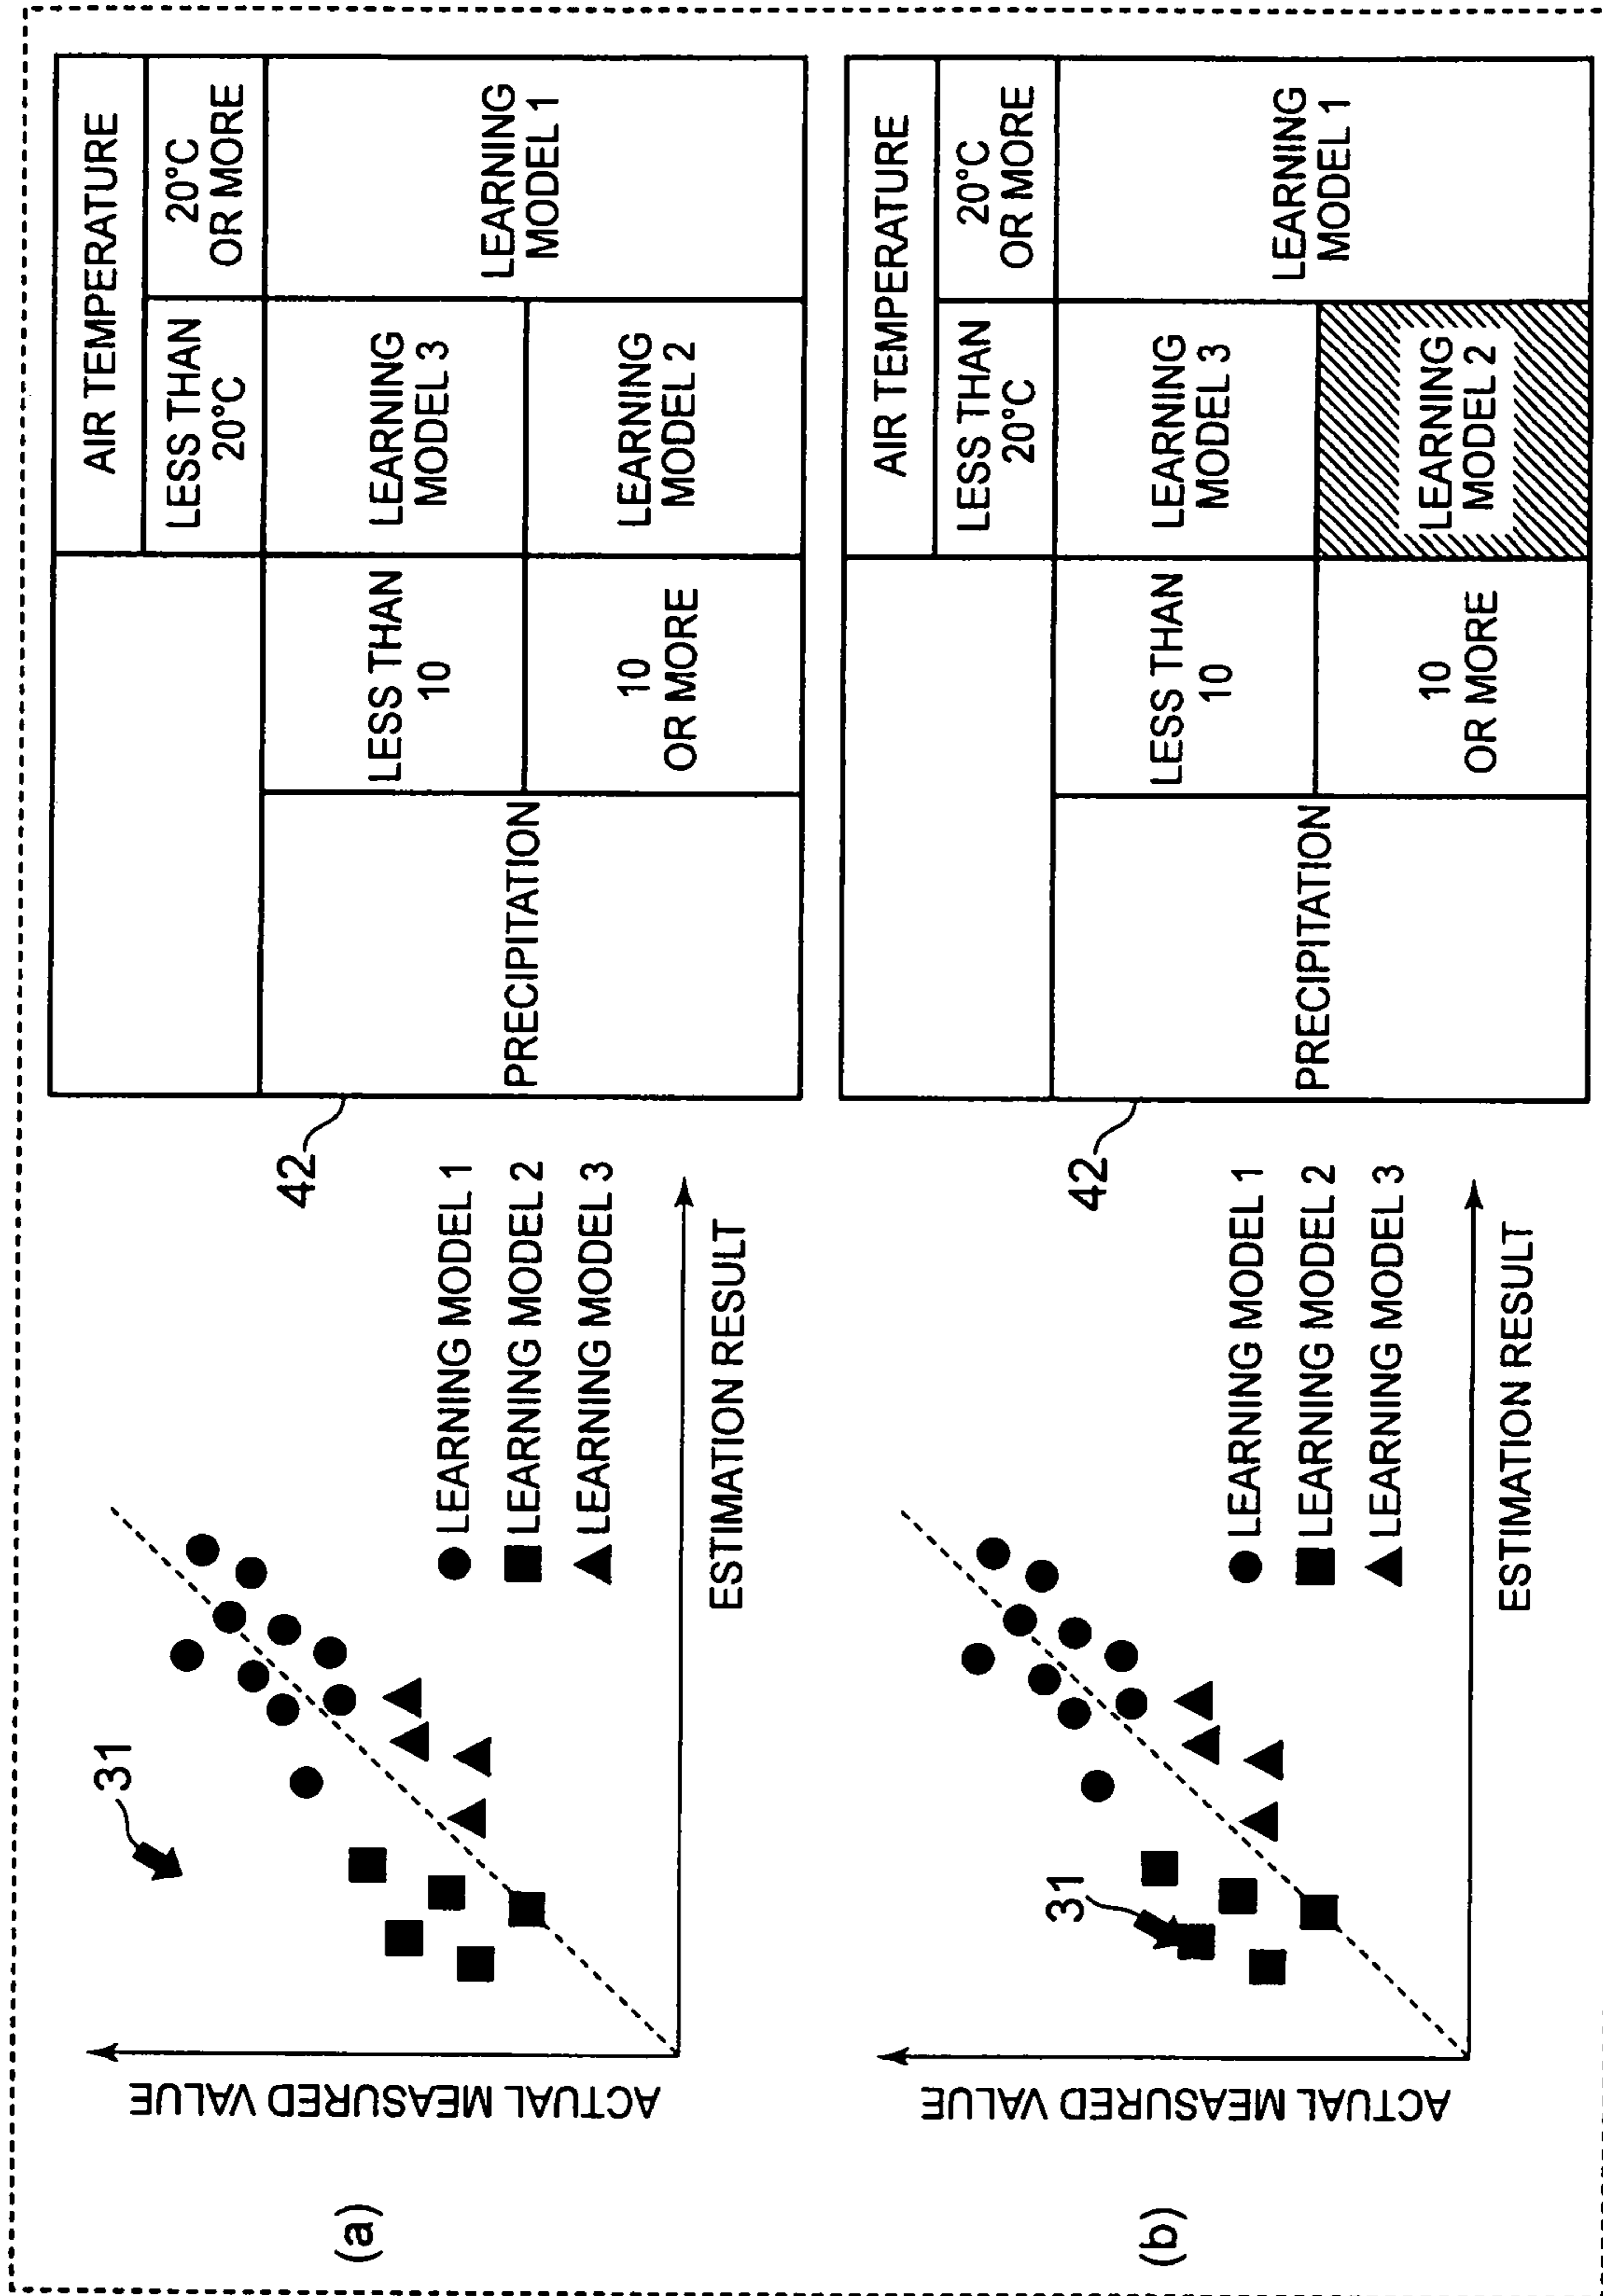 (a)
ACTUAL MEASURED VALUE
31
ESTIMATION RESULT
LEARNING MODEL 1
LEARNING MODEL 2
LEARNING MODEL 3
42
AIR TEMPERATURE
LESS THAN
20°C
20°C
OR MORE
PRECIPITATION
LESS THAN
10
LEARNING
MODEL 3
LEARNING
MODEL 1
10
OR MORE
LEARNING
MODEL 2
(b)
ACTUAL MEASURED VALUE
31
ESTIMATION RESULT
LEARNING MODEL 1
LEARNING MODEL 2
LEARNING MODEL 3
42
AIR TEMPERATURE
LESS THAN
20°C
20°C
OR MORE
PRECIPITATION
LESS THAN
10
LEARNING
MODEL 3
LEARNING
MODEL 1
10
OR MORE
LEARNING
MODEL 2